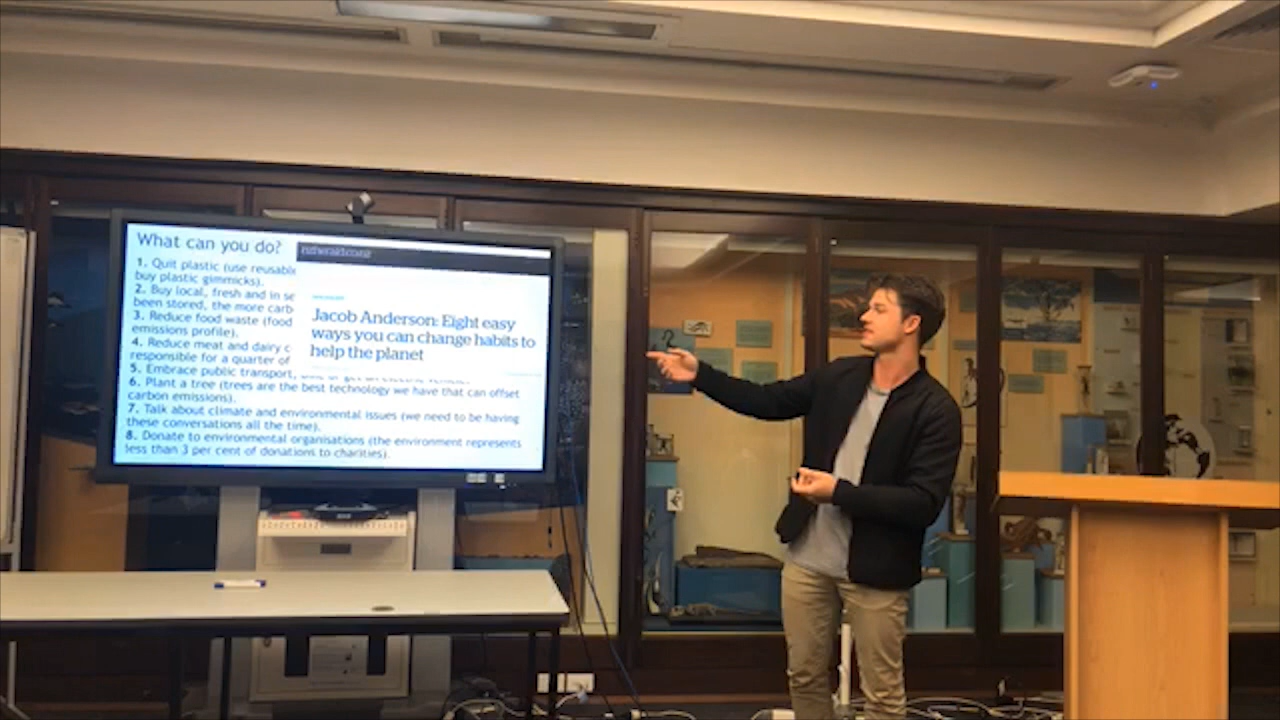 What can you do?
nzherald.co.nz
1. Quit plastic (use reusable
buy plastic gimmicks).
2. Buy local, fresh and in se
been stored, the more carb
3. Reduce food waste (food
emissions profile).
4. Reduce meat and dairy c
responsible for a quarter of
5. Embrace public transport,
6. Plant a tree (trees are the best technology we have that can offset
carbon emissions).
7. Talk about climate and environmental issues (we need to be having
these conversations all the time).
8. Donate to environmental organisations (the environment represents
less than 3 per cent of donations to charities).
Jacob Anderson: Eight easy
ways you can change habits to
help the planet